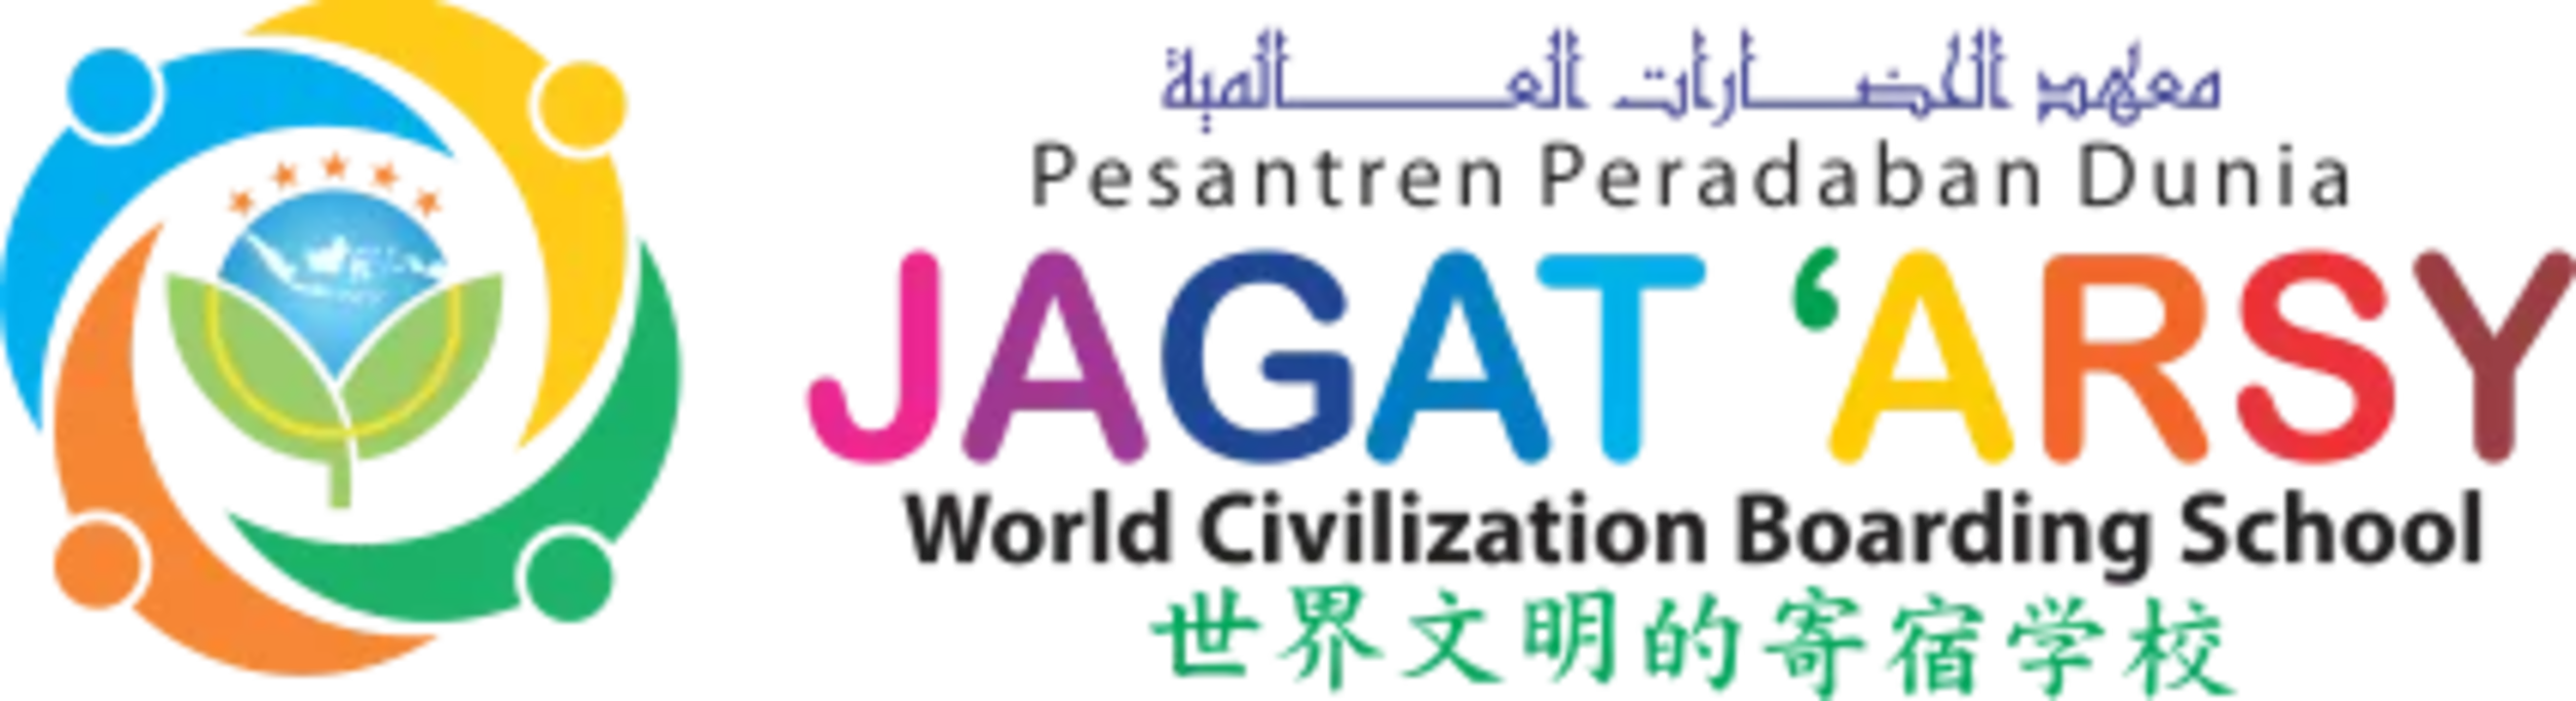 معهد الحضارات العالمية
Pesantren Peradaban Dunia
JAGAT ‘ARSY
World Civilization Boarding School
世界文明的寄宿学校